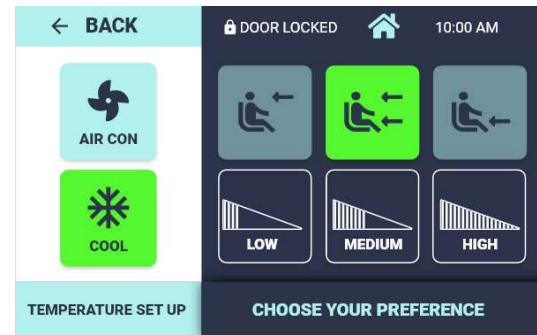 ← BACK
DOOR LOCKED
10:00 AM
AIR CON
COOL
LOW
MEDIUM
HIGH
TEMPERATURE SET UP
CHOOSE YOUR PREFERENCE